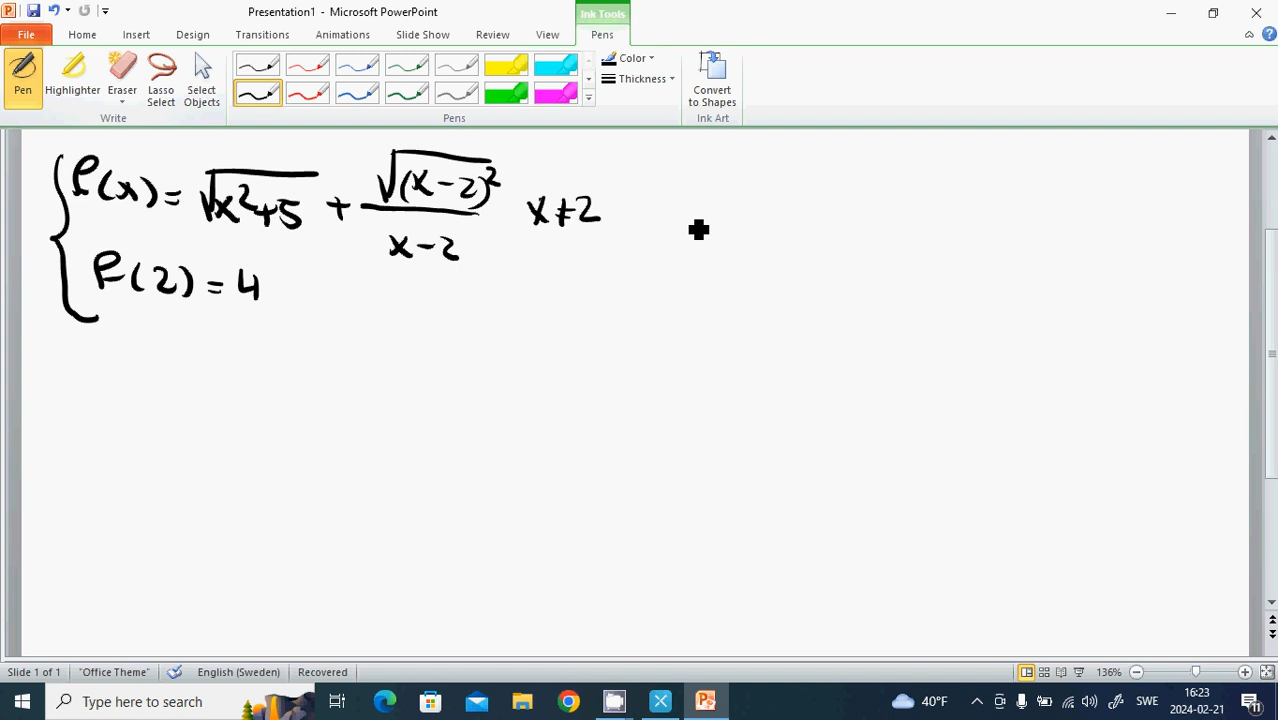 Presentation1 - Microsoft PowerPoint
Ink Tools
File Home Insert Design Transitions Animations Slide Show Review View Pens
Pen Highlighter Eraser Lasso Select Select Objects
Color
Thickness
Convert to Shapes
Write Pens Ink Art
f(x) = √(x²+5) + √((x-2)²)/(x-2) x≠2
f(2) = 4
Slide 1 of 1 "Office Theme" English (Sweden) Recovered 136%
Type here to search 40°F SWE 16:23
2024-02-21 11